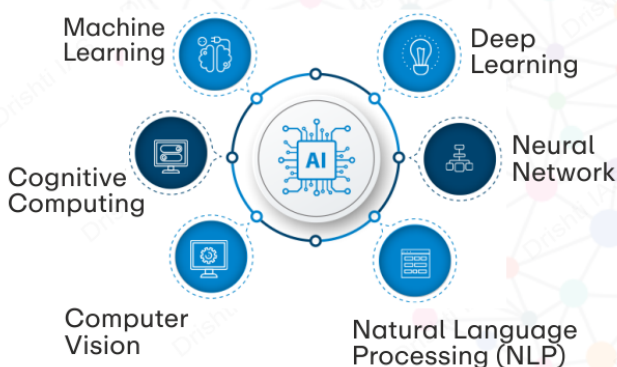 Machine
Learning
Deep
Learning
AI
Cognitive
Computing
Neural
Network
Computer
Vision
Natural Language
Processing (NLP)